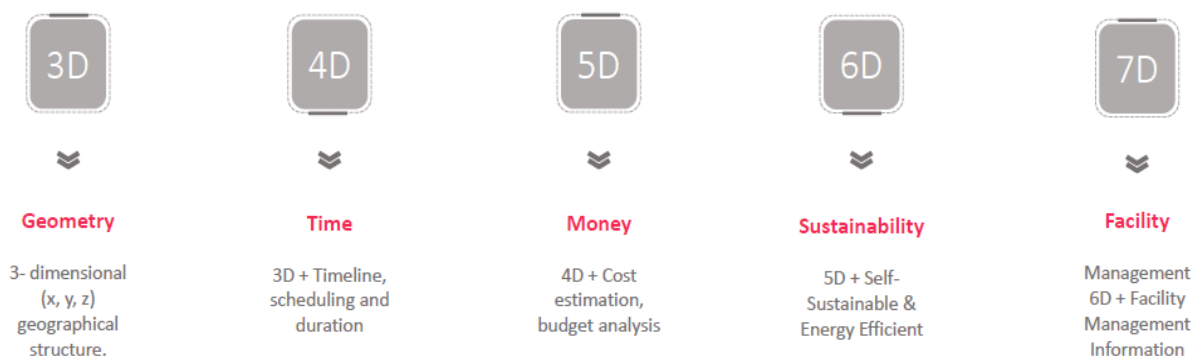 3D
4D
5D
6D
7D
Geometry
3- dimensional
(x, y, z)
geographical
structure.
Time
3D + Timeline,
scheduling and
duration
Money
4D + Cost
estimation,
budget analysis
Sustainability
5D + Self-
Sustainable &
Energy Efficient
Facility
Management
6D + Facility
Management
Information